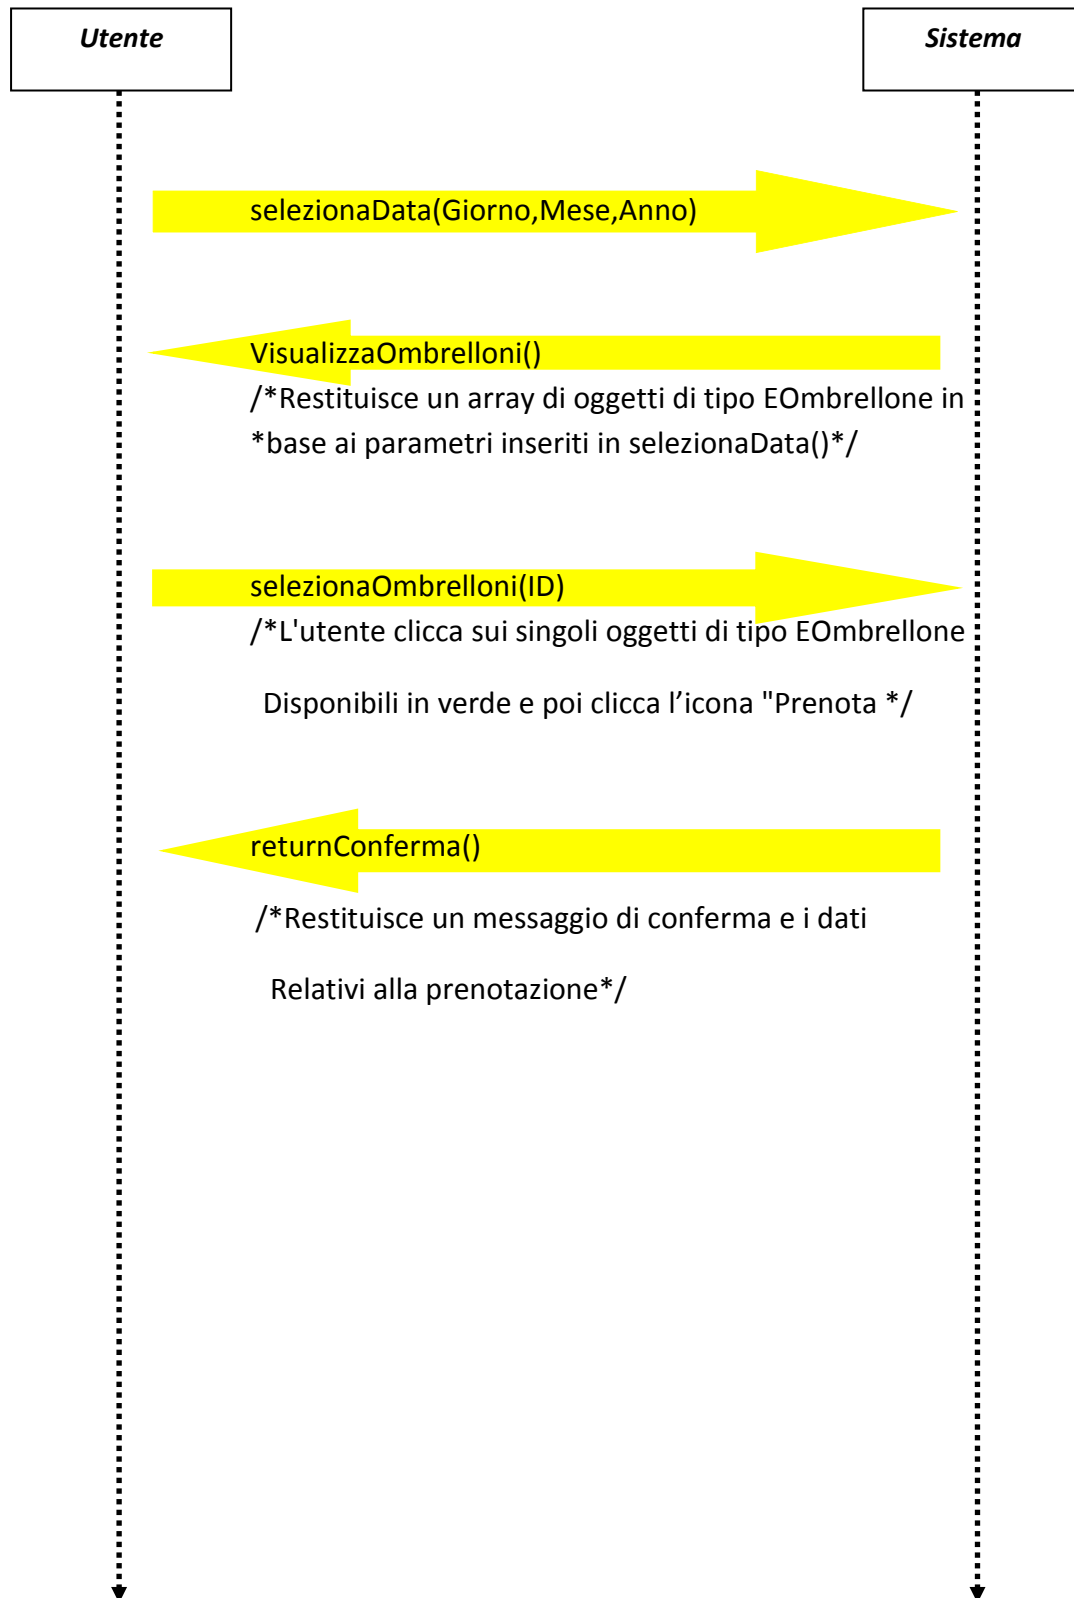 Utente
Sistema
selezionaData(Giorno,Mese,Anno)
VisualizzaOmbrelloni()
/*Restituisce un array di oggetti di tipo EOmbrellone in
*base ai parametri inseriti in selezionaData()*/
selezionaOmbrelloni(ID)
/*L'utente clicca sui singoli oggetti di tipo EOmbrellone
Disponibili in verde e poi clicca l’icona "Prenota */
returnConferma()
/*Restituisce un messaggio di conferma e i dati
Relativi alla prenotazione*/